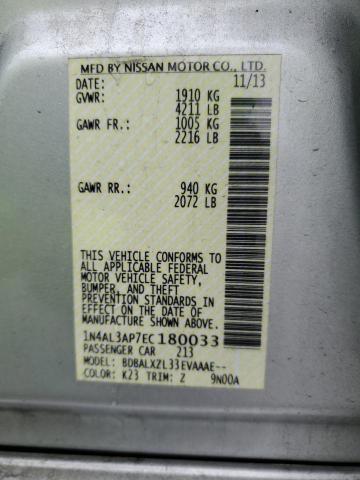 MFD BY NISSAN MOTOR CO., LTD.
DATE: 11/13
GVWR: 1910 KG
4211 LB
GAWR FR: 1005 KG
2216 LB
GAWR RR: 940 KG
2072 LB
THIS VEHICLE CONFORMS TO
ALL APPLICABLE FEDERAL
MOTOR VEHICLE SAFETY,
BUMPER, AND THEFT
PREVENTION STANDARDS IN
EFFECT ON THE DATE OF
MANUFACTURE SHOWN ABOVE.
1N4AL3AP7EC180033
PASSENGER CAR 213
MODEL: BDBALXZL33EVAAAE--
COLOR: K23 TRIM: Z 9N00A